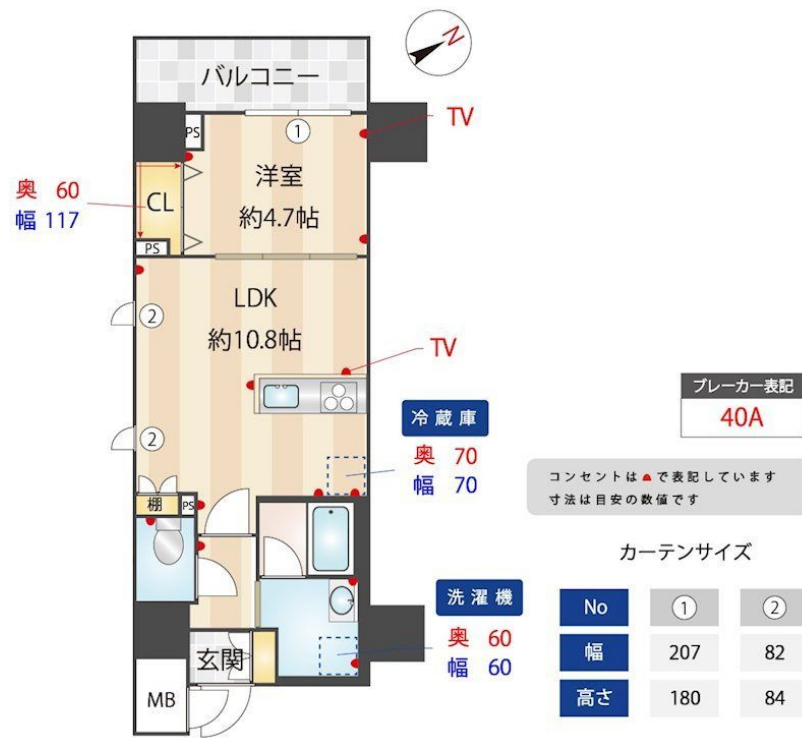 N
バルコニー
PS
①
TV
洋室
約4.7帖
奥 60
幅 117
CL
PS
LDK
約10.8帖
②
TV
ブレーカー表記
40A
冷蔵庫
奥 70
幅 70
②
コンセントは で表記しています
寸法は目安の数値です
棚
PS
カーテンサイズ
洗濯機
奥 60
幅 60
No ① ②
幅 207 82
高さ 180 84
玄関
MB